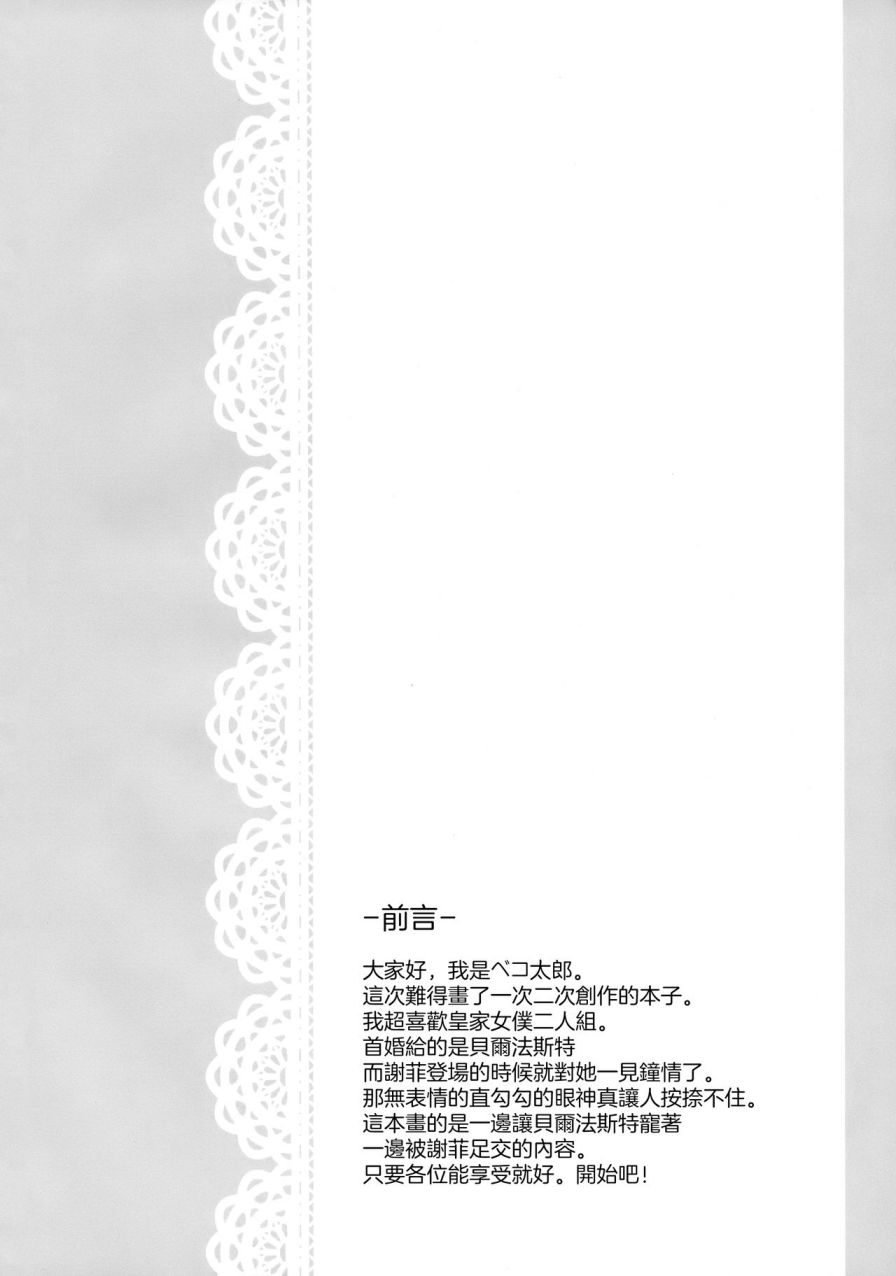 -前言-
大家好，我是ベコ太郎。
這次難得畫了一次二次創作的本子。
我超喜歡皇家女僕二人組。
首婚給的是貝爾法斯特
而謝菲登場的時候就對她一見鐘情了。
那無表情的直勾勾的眼神真讓人按捺不住。
這本畫的是一邊讓貝爾法斯特寵著
一邊被謝菲足交的內容。
只要各位能享受就好。開始吧！